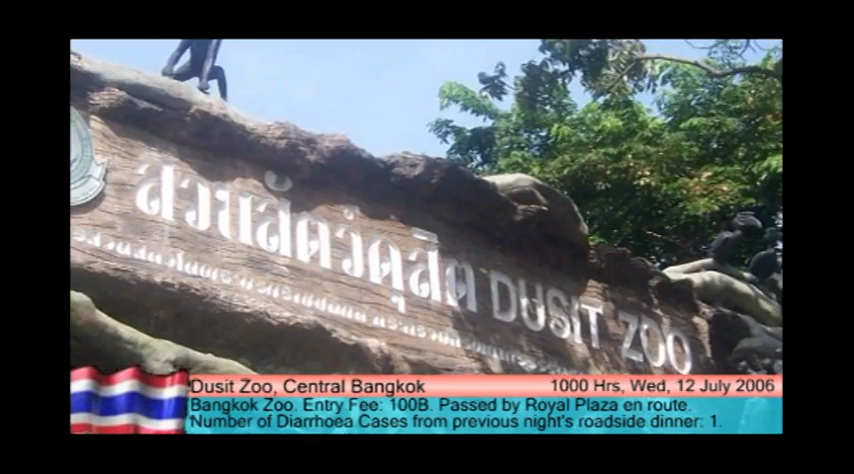 สวนสัตว์ดุสิต DUSIT ZOO
Dusit Zoo, Central Bangkok 1000 Hrs, Wed, 12 July 2006
Bangkok Zoo. Entry Fee: 100B. Passed by Royal Plaza en route.
Number of Diarrhoea Cases from previous night's roadside dinner: 1.